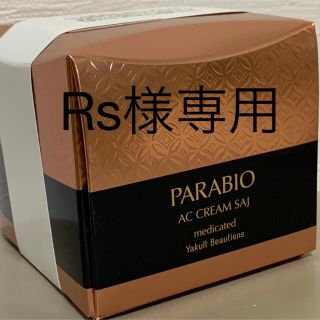 Rs様専用
PARABIO
AC CREAM SAJ
medicated
Yakult Beautiens